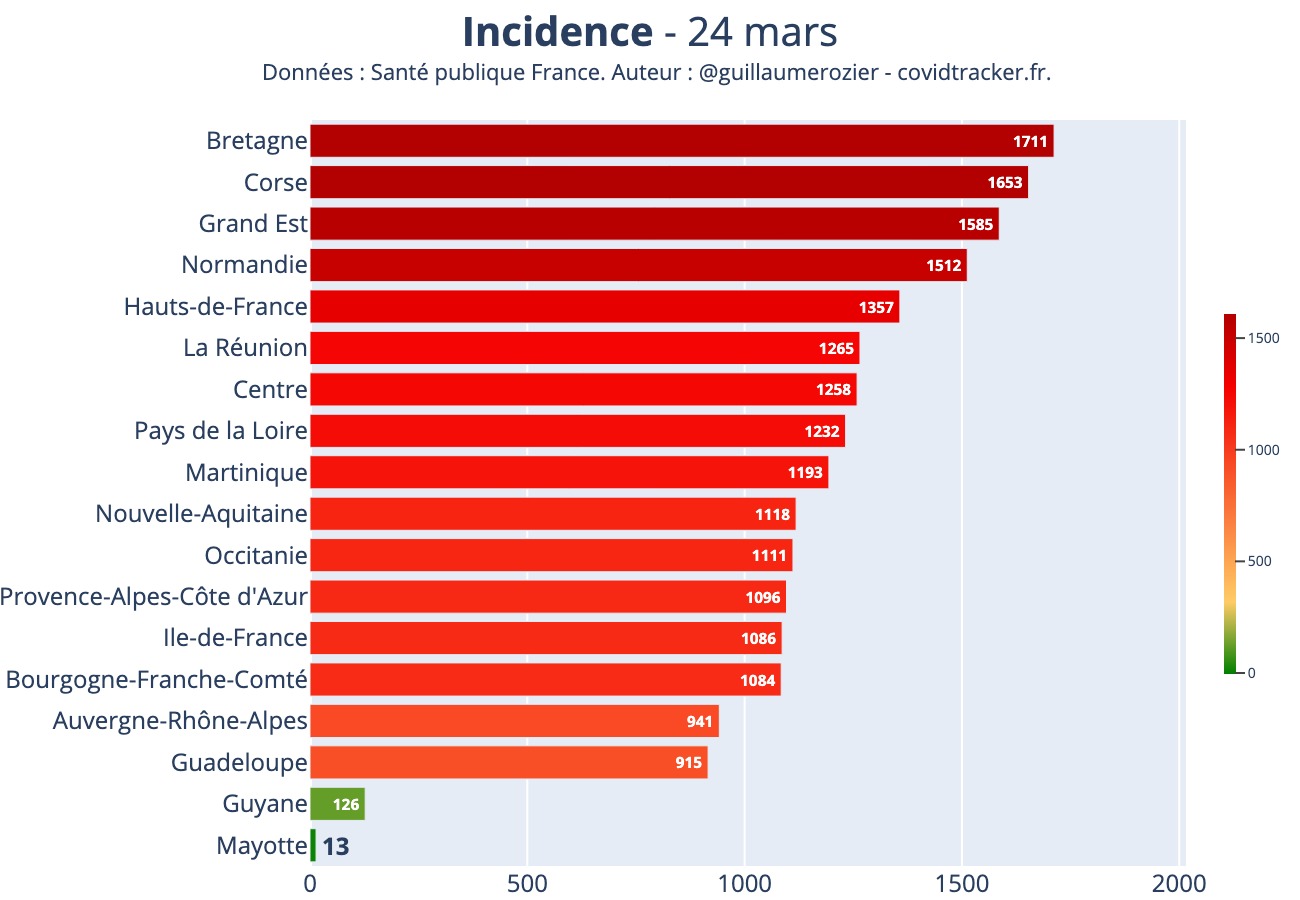 Incidence - 24 mars
Données : Santé publique France. Auteur : @guillaumerozier - covidtracker.fr.
Bretagne 1711
Corse 1653
Grand Est 1585
Normandie 1512
Hauts-de-France 1357
La Réunion 1265
Centre 1258
Pays de la Loire 1232
Martinique 1193
Nouvelle-Aquitaine 1118
Occitanie 1111
Provence-Alpes-Côte d'Azur 1096
Ile-de-France 1086
Bourgogne-Franche-Comté 1084
Auvergne-Rhône-Alpes 941
Guadeloupe 915
Guyane 126
Mayotte 13
0 500 1000 1500 2000
1500
1000
500
0